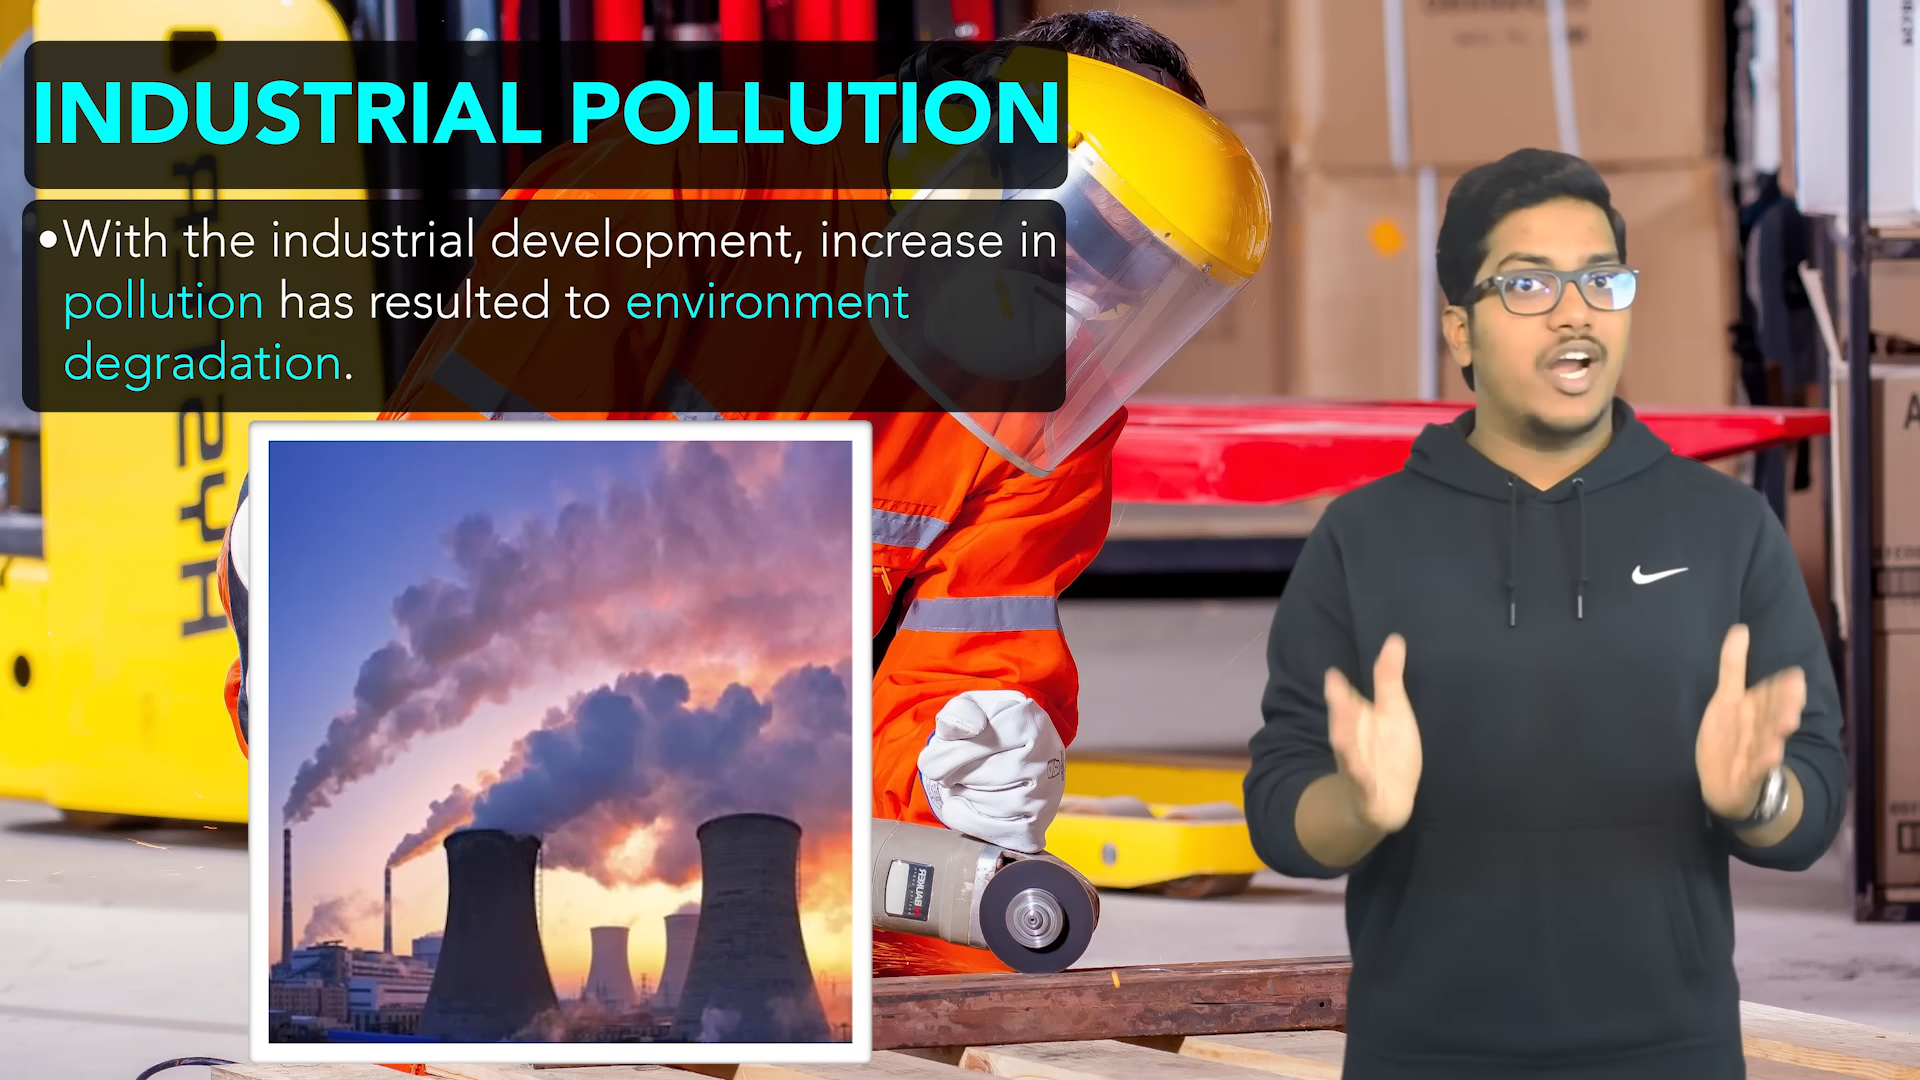 INDUSTRIAL POLLUTION
•With the industrial development, increase in
pollution has resulted to environment
degradation.